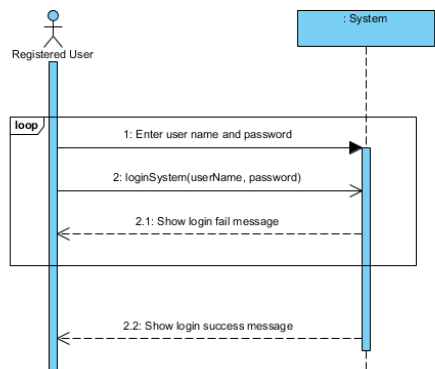 : System
Registered User
loop
1: Enter user name and password
2: loginSystem(userName, password)
2.1: Show login fail message
2.2: Show login success message